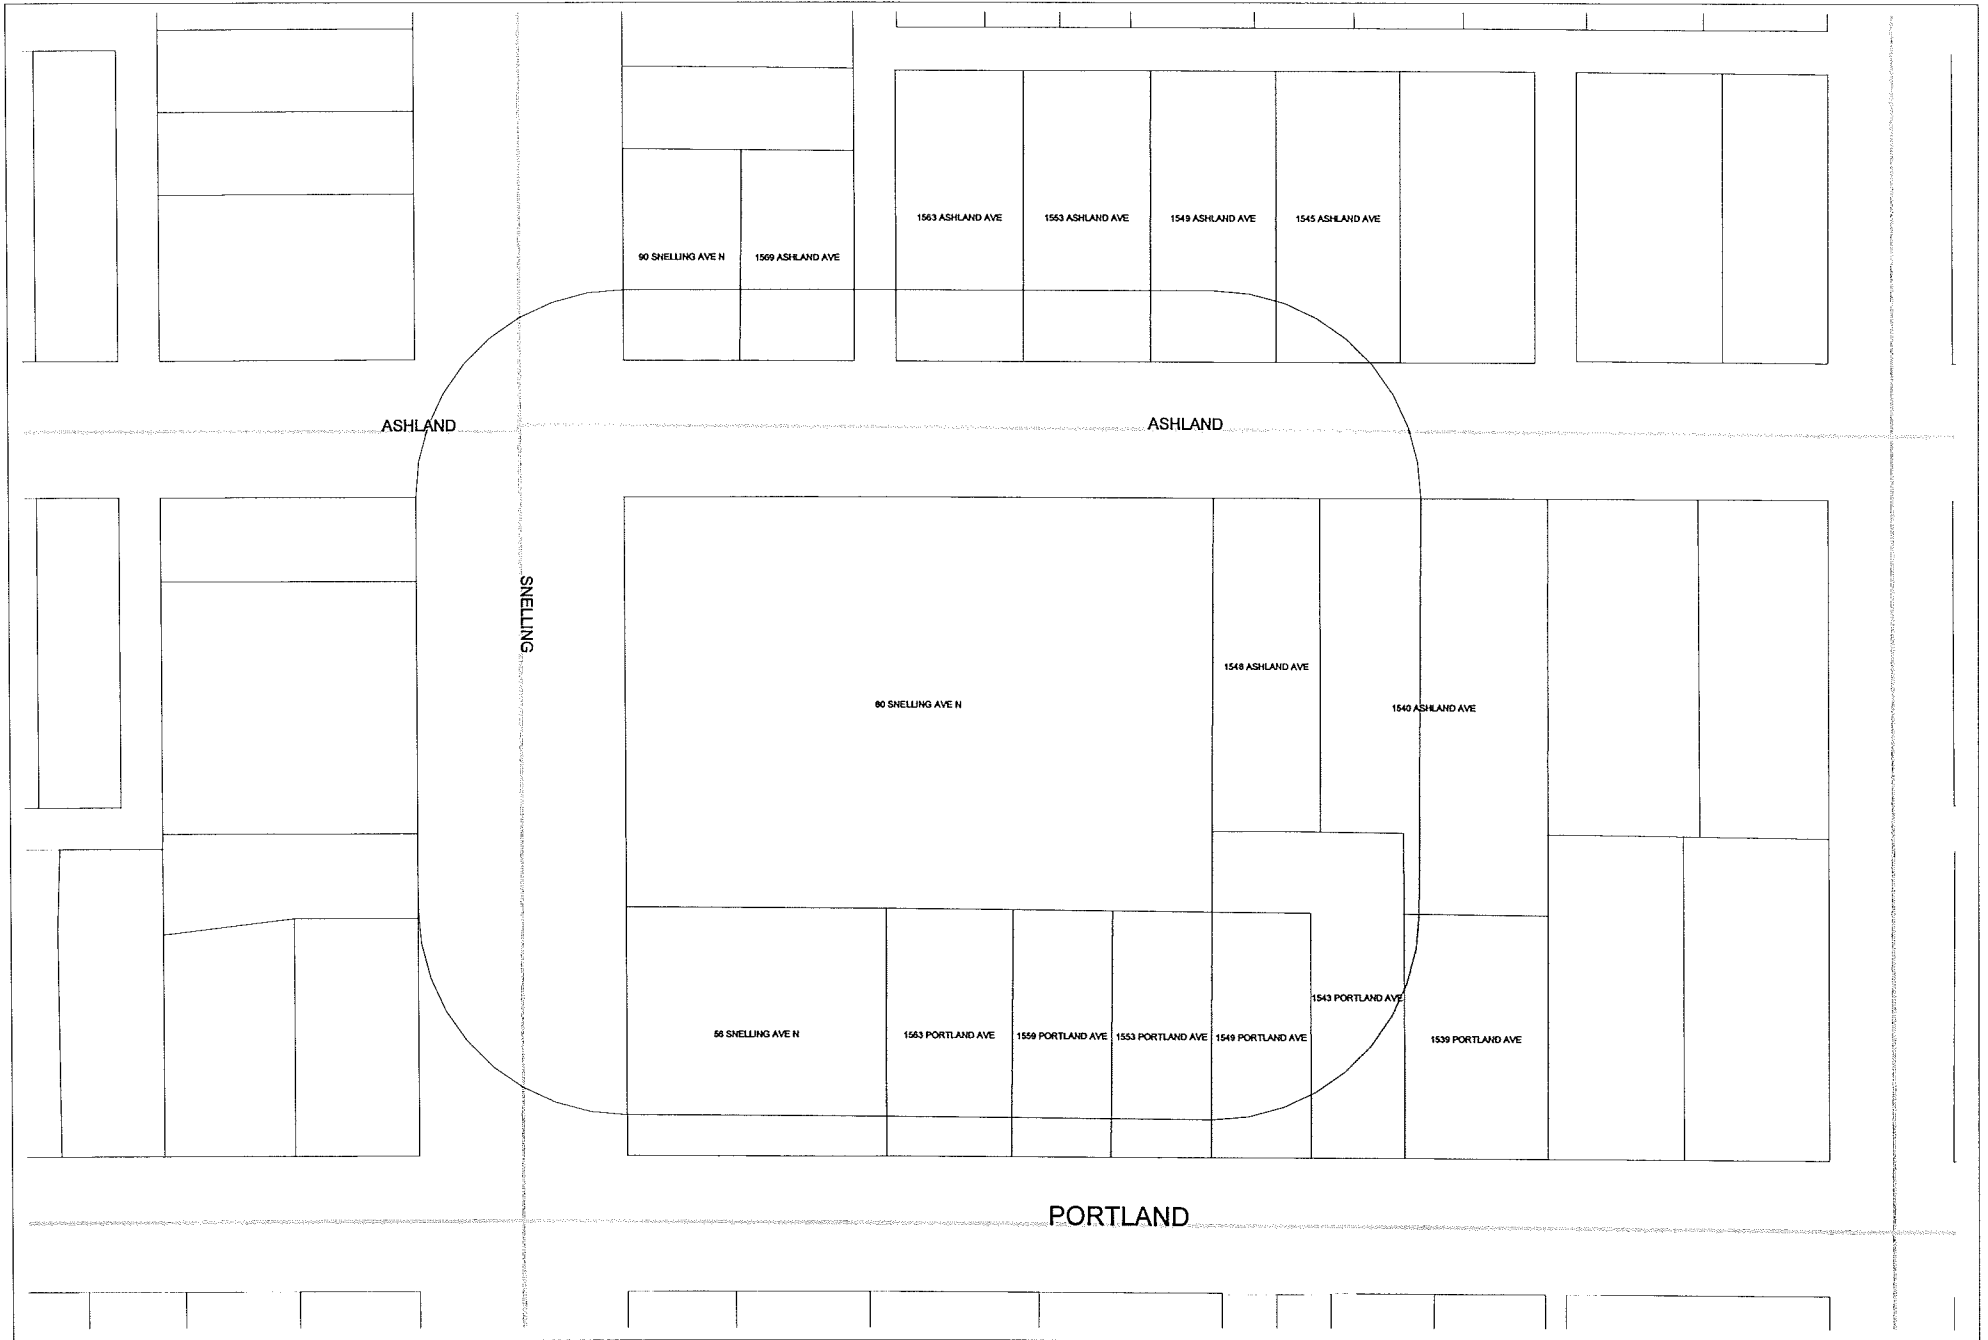 1563 ASHLAND AVE
1553 ASHLAND AVE
1549 ASHLAND AVE
1545 ASHLAND AVE
90 SNELLING AVE N
1569 ASHLAND AVE
ASHLAND
ASHLAND
SNELLING
1548 ASHLAND AVE
80 SNELLING AVE N
1540 ASHLAND AVE
1543 PORTLAND AVE
56 SNELLING AVE N
1563 PORTLAND AVE
1559 PORTLAND AVE
1553 PORTLAND AVE
1549 PORTLAND AVE
1539 PORTLAND AVE
PORTLAND